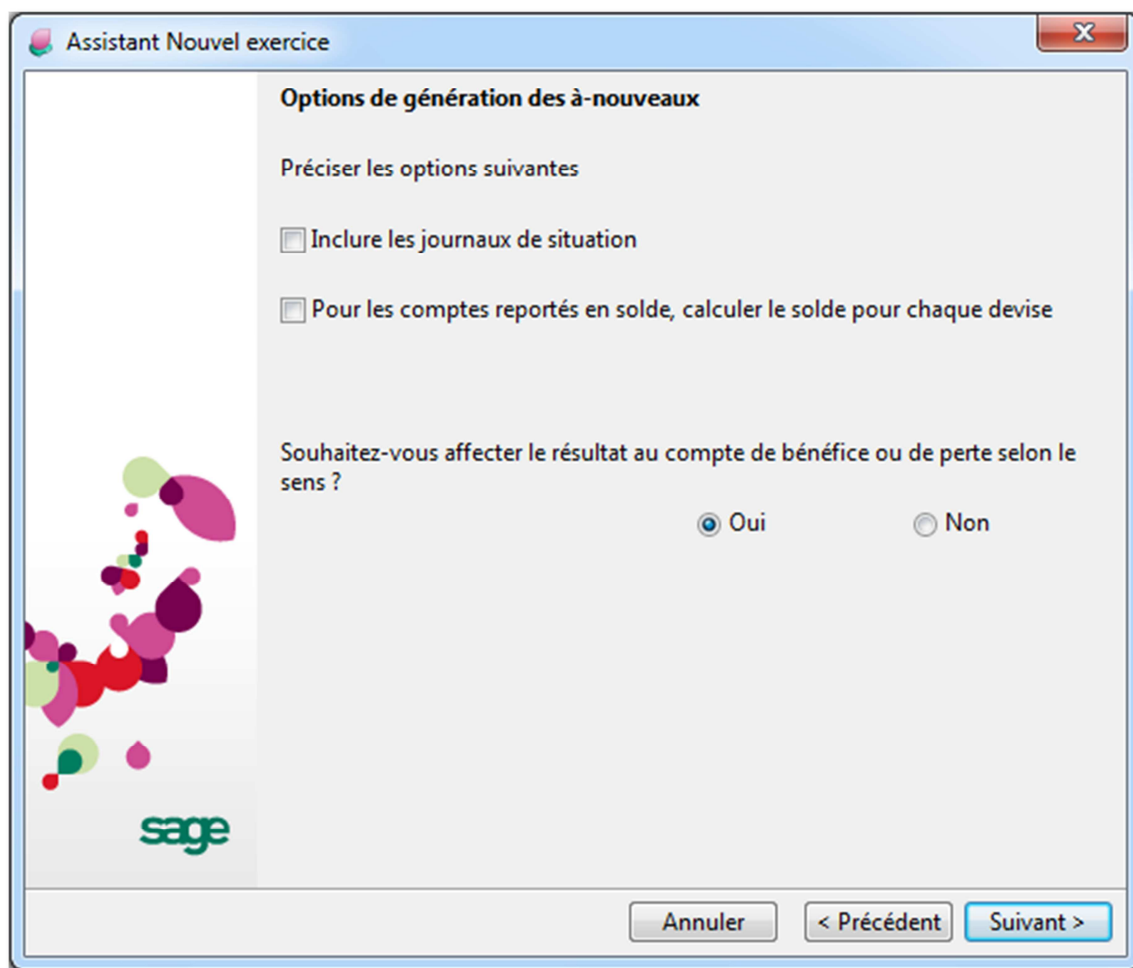 Assistant Nouvel exercice
Options de génération des à-nouveaux
Préciser les options suivantes
Inclure les journaux de situation
Pour les comptes reportés en solde, calculer le solde pour chaque devise
Souhaitez-vous affecter le résultat au compte de bénéfice ou de perte selon le
sens ?
Oui Non
sage
Annuler < Précédent Suivant >